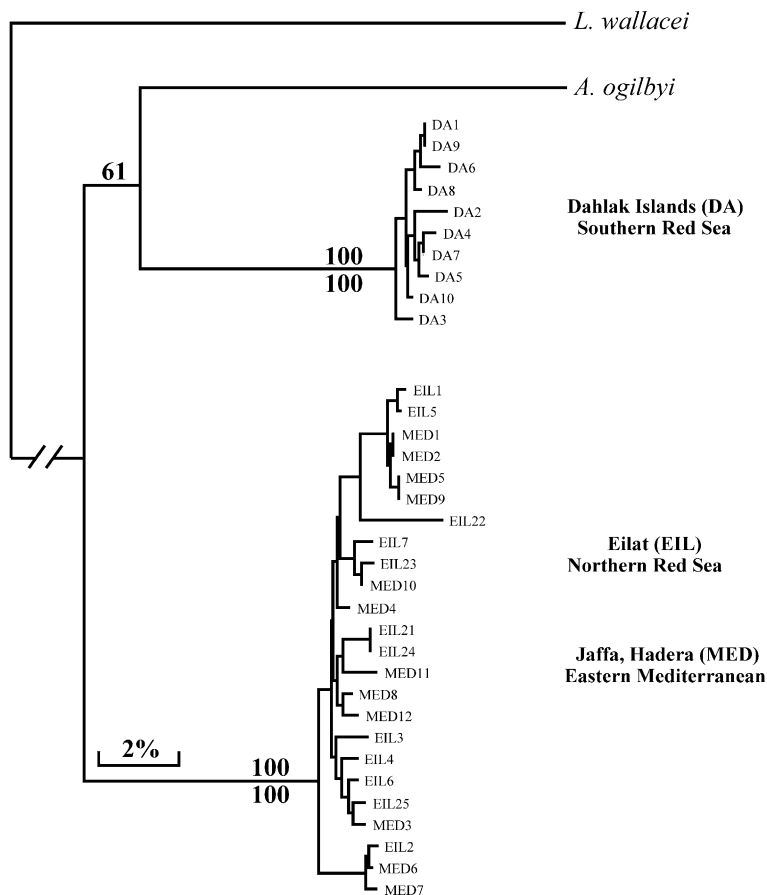 L. wallacei
A. ogilbyi
61
DA1
DA9
DA6
DA8
DA2
DA4
DA7
DA5
DA10
DA3
100
100
Dahlak Islands (DA)
Southern Red Sea
EIL1
EIL5
MED1
MED2
MED5
MED9
EIL22
EIL7
EIL23
MED10
MED4
EIL21
EIL24
MED11
MED8
MED12
EIL3
EIL4
EIL6
EIL25
MED3
EIL2
MED6
MED7
Eilat (EIL)
Northern Red Sea
Jaffa, Hadera (MED)
Eastern Mediterranean
2%
100
100